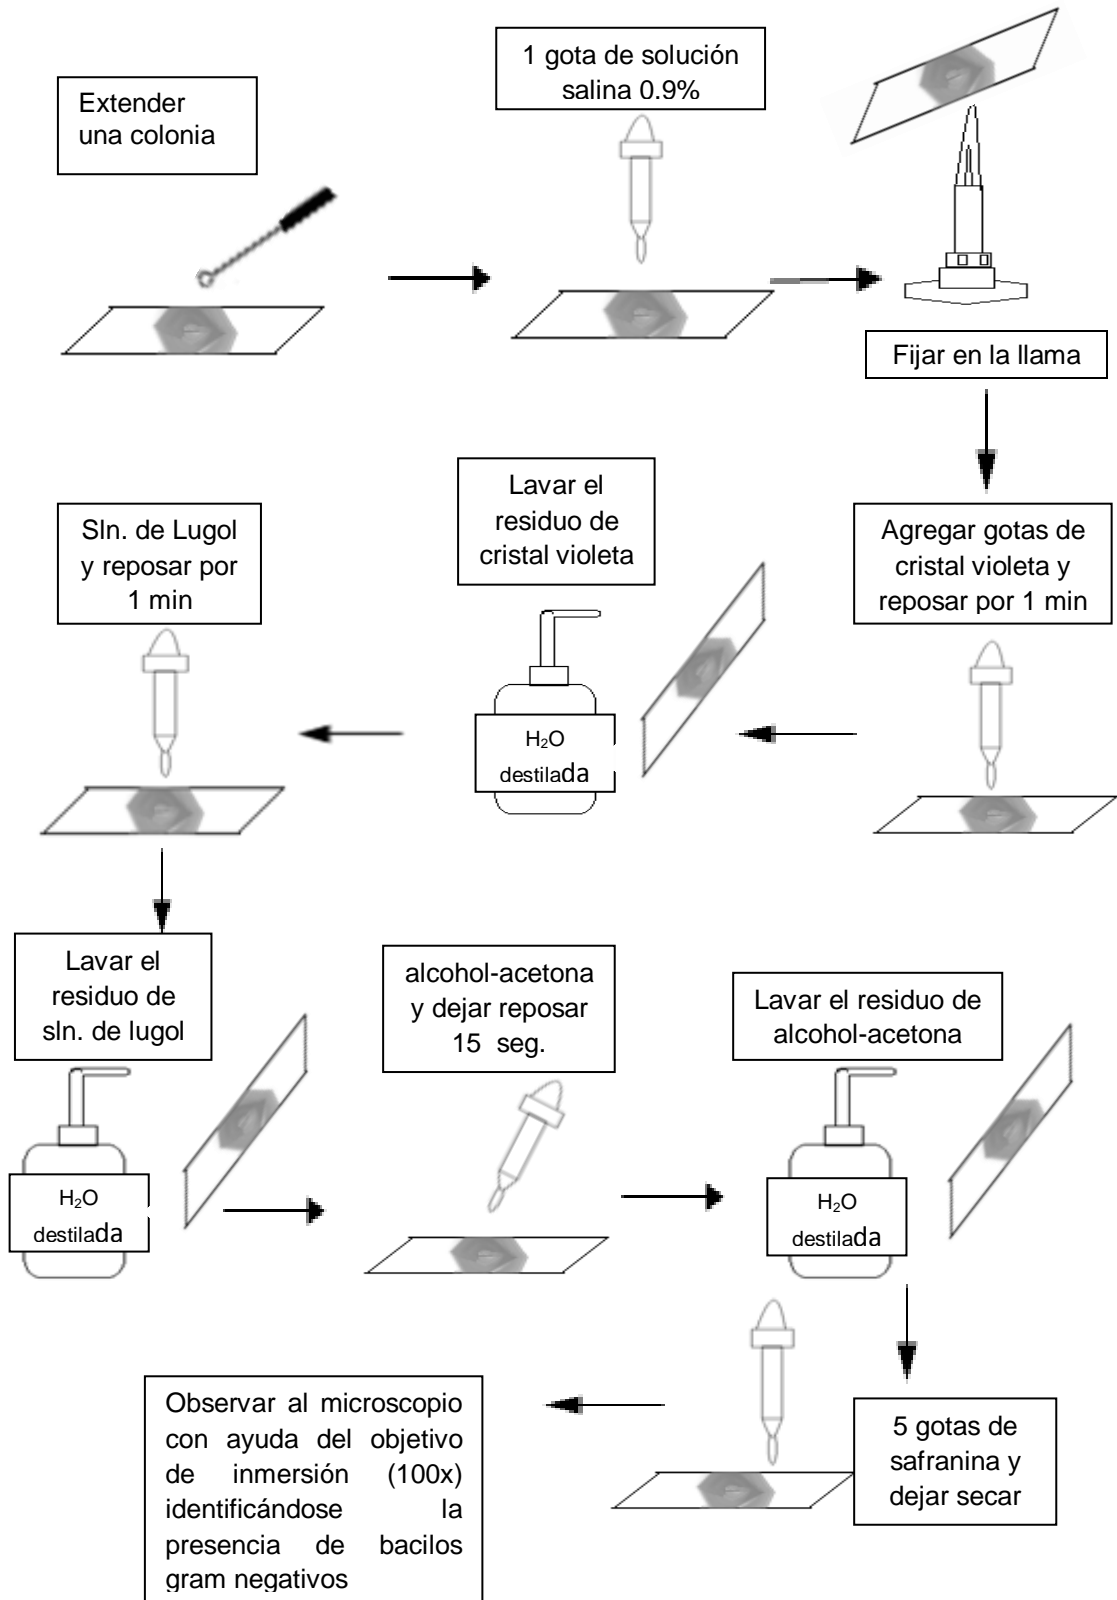 Extender
una colonia
1 gota de solución
salina 0.9%
Fijar en la llama
Agregar gotas de
cristal violeta y
reposar por 1 min
Lavar el
residuo de
cristal violeta
H₂O
destilada
Sln. de Lugol
y reposar por
1 min
Lavar el
residuo de
sln. de lugol
H₂O
destilada
alcohol-acetona
y dejar reposar
15 seg.
Lavar el residuo de
alcohol-acetona
H₂O
destilada
5 gotas de
safranina y
dejar secar
Observar al microscopio
con ayuda del objetivo
de inmersión (100x)
identificándose la
presencia de bacilos
gram negativos